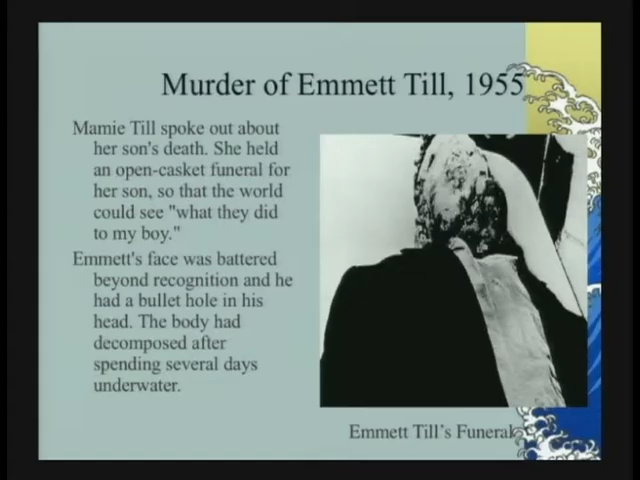 Murder of Emmett Till, 1955
Mamie Till spoke out about
her son's death. She held
an open-casket funeral for
her son, so that the world
could see "what they did
to my boy."
Emmett's face was battered
beyond recognition and he
had a bullet hole in his
head. The body had
decomposed after
spending several days
underwater.
Emmett Till's Funeral